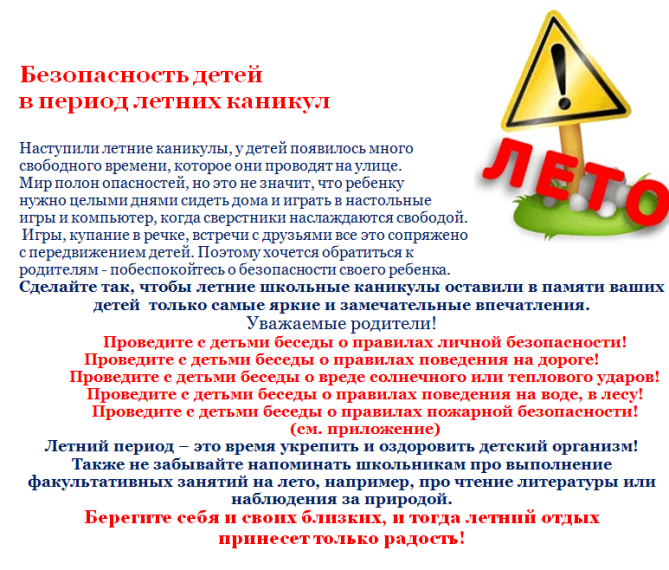 Безопасность детей
в период летних каникул
ЛЕТО
Наступили летние каникулы, у детей появилось много
свободного времени, которое они проводят на улице.
Мир полон опасностей, но это не значит, что ребенку
нужно целыми днями сидеть дома и играть в настольные
игры и компьютер, когда сверстники наслаждаются свободой.
Игры, купание в речке, встречи с друзьями все это сопряжено
с передвижением детей. Поэтому хочется обратиться к
родителям - побеспокойтесь о безопасности своего ребенка.
Сделайте так, чтобы летние школьные каникулы оставили в памяти ваших
детей только самые яркие и замечательные впечатления.
Уважаемые родители!
Проведите с детьми беседы о правилах личной безопасности!
Проведите с детьми беседы о правилах поведения на дороге!
Проведите с детьми беседы о вреде солнечного или теплового ударов!
Проведите с детьми беседы о правилах поведения на воде, в лесу!
Проведите с детьми беседы о правилах пожарной безопасности!
(см. приложение)
Летний период – это время укрепить и оздоровить детский организм!
Также не забывайте напоминать школьникам про выполнение
факультативных занятий на лето, например, про чтение литературы или
наблюдения за природой.
Берегите себя и своих близких, и тогда летний отдых
принесет только радость!